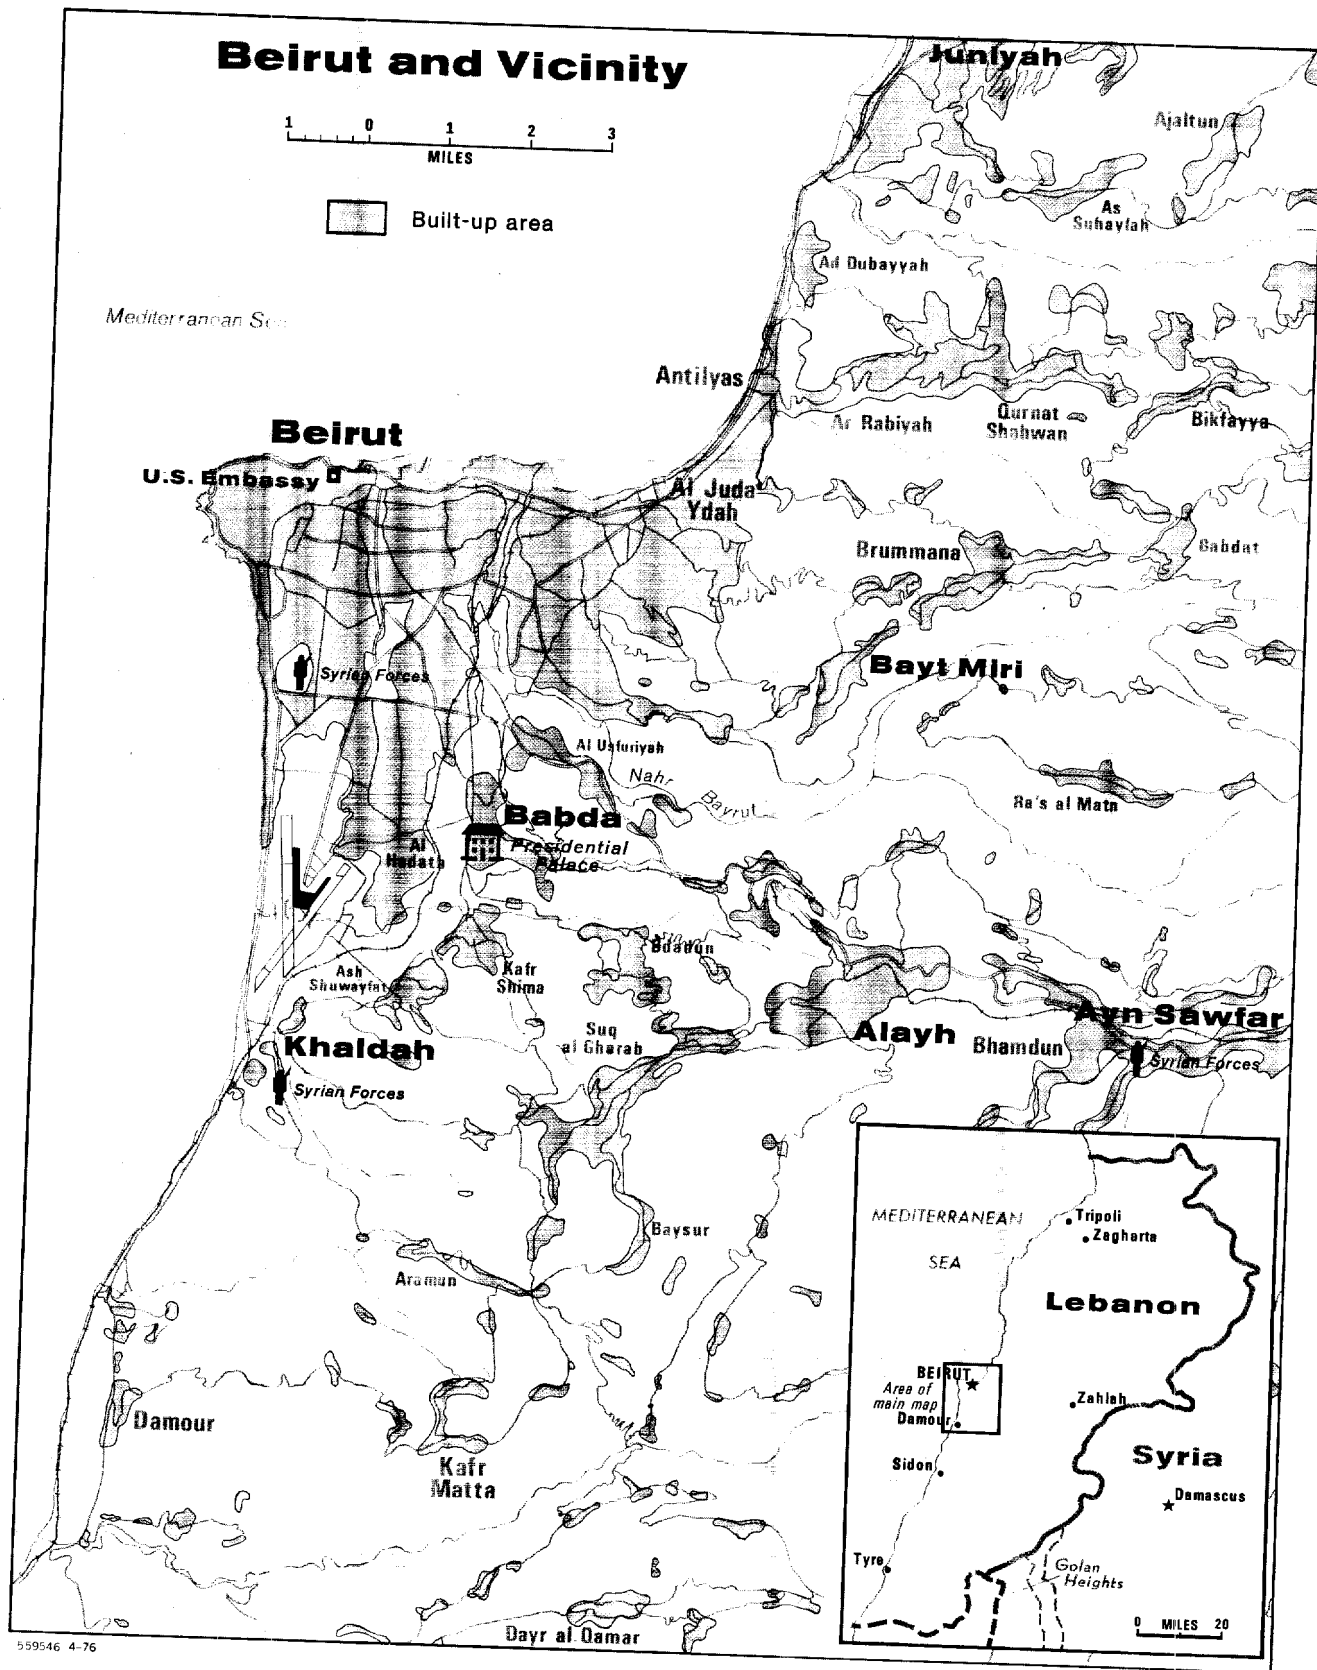 Beirut and Vicinity
1 0 1 2 3
MILES
Built-up area
Juniyah
Ajaltun
As
Suhaylah
Ad Dubayyah
Mediterranean Sea
Antilyas
Ar Rabiyah
Qurnat
Shahwan
Bikfayya
Beirut
U.S. Embassy
Al Juda
Ydah
Brummana
Babdat
Bayt Miri
Syrian Forces
Al Usfuriyah
Nahr
Bayrut
Ra's al Matn
Babda
Presidential
Palace
Al
Hadath
Bdadun
Ash
Shuwayfat
Kafr
Shima
Suq
al Gharab
Alayh
Ayn Sawfar
Bhamdun
Syrian Forces
Khaldah
Syrian Forces
Baysur
Aramun
Damour
Kafr
Matta
Dayr al Qamar
MEDITERRANEAN
SEA
Tripoli
Zagharta
Lebanon
BEIRUT
Area of
main map
Damour
Zahlah
Sidon
Syria
Damascus
Tyre
Golan
Heights
0 MILES 20
559546 4-76